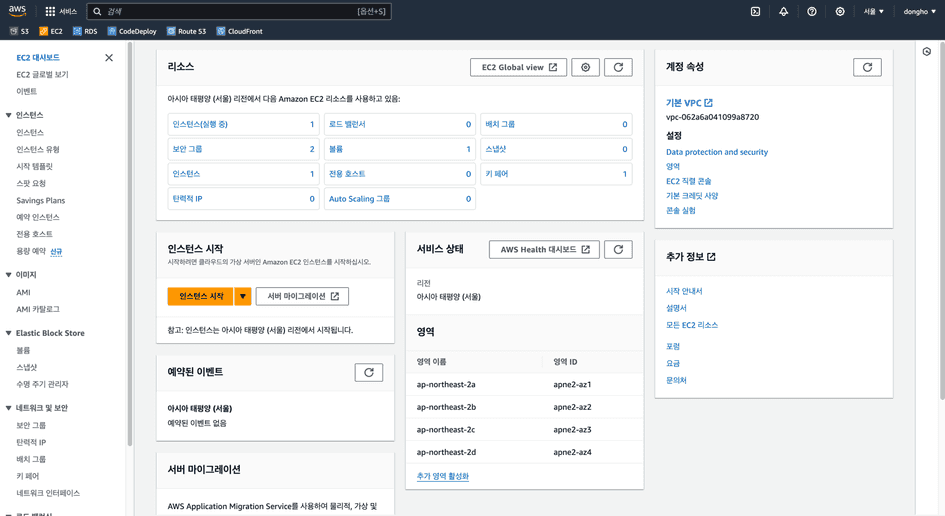 aws
서비스
검색
[옵션+S]
서울 ▼
dongho ▼
S3
EC2
RDS
CodeDeploy
Route 53
CloudFront
EC2 대시보드
EC2 글로벌 보기
이벤트
인스턴스
인스턴스
인스턴스 유형
시작 템플릿
스팟 요청
Savings Plans
예약 인스턴스
전용 호스트
용량 예약 신규
이미지
AMI
AMI 카탈로그
Elastic Block Store
볼륨
스냅샷
수명 주기 관리자
네트워크 및 보안
보안 그룹
탄력적 IP
배치 그룹
키 페어
네트워크 인터페이스
로드 밸런싱
리소스
EC2 Global view
아시아 태평양 (서울) 리전에서 다음 Amazon EC2 리소스를 사용하고 있음:
인스턴스(실행 중) 1
로드 밸런서 0
배치 그룹 0
보안 그룹 2
볼륨 1
스냅샷 0
인스턴스 1
전용 호스트 0
키 페어 1
탄력적 IP 0
Auto Scaling 그룹 0
인스턴스 시작
시작하려면 클라우드의 가상 서버인 Amazon EC2 인스턴스를 시작하십시오.
인스턴스 시작
서버 마이그레이션
참고: 인스턴스는 아시아 태평양 (서울) 리전에서 시작됩니다.
예약된 이벤트
아시아 태평양 (서울)
예약된 이벤트 없음
서버 마이그레이션
AWS Application Migration Service를 사용하여 물리적, 가상 및
서비스 상태
AWS Health 대시보드
리전
아시아 태평양 (서울)
영역
영역 이름 영역 ID
ap-northeast-2a apne2-az1
ap-northeast-2b apne2-az2
ap-northeast-2c apne2-az3
ap-northeast-2d apne2-az4
추가 영역 활성화
계정 속성
기본 VPC
vpc-062a6a041099a8720
설정
Data protection and security
영역
EC2 직렬 콘솔
기본 크레딧 사양
콘솔 실험
추가 정보
시작 안내서
설명서
모든 EC2 리소스
포럼
요금
문의처